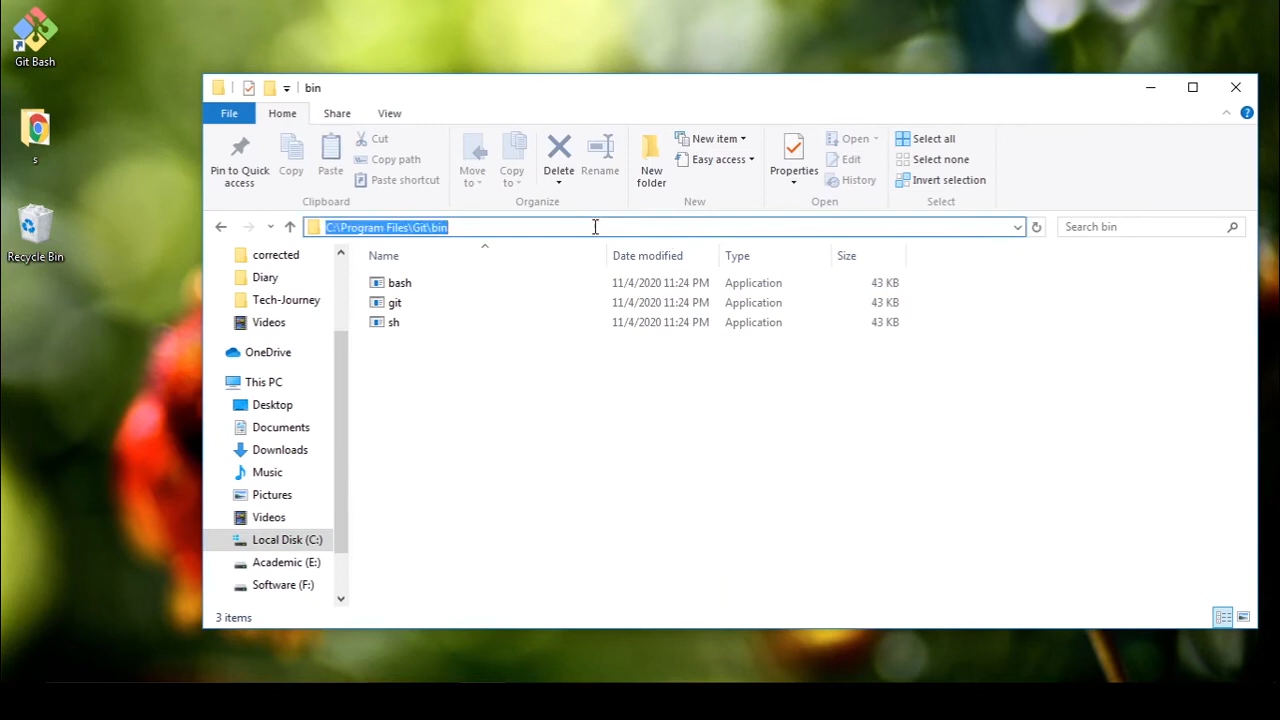 Git Bash
s
Recycle Bin
bin
File Home Share View
Pin to Quick access
Copy
Paste
Cut
Copy path
Paste shortcut
Clipboard
Move to
Copy to
Delete
Rename
Organize
New folder
New item
Easy access
New
Properties
Open
Edit
History
Open
Select all
Select none
Invert selection
Select
C:\Program Files\Git\bin
Search bin
corrected
Diary
Tech-Journey
Videos
OneDrive
This PC
Desktop
Documents
Downloads
Music
Pictures
Videos
Local Disk (C:)
Academic (E:)
Software (F:)
Name Date modified Type Size
bash 11/4/2020 11:24 PM Application 43 KB
git 11/4/2020 11:24 PM Application 43 KB
sh 11/4/2020 11:24 PM Application 43 KB
3 items